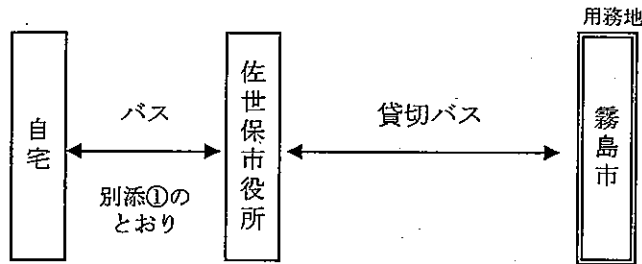 用務地
自宅
バス
別添①の
とおり
佐世保市役所
貸切バス
霧島市